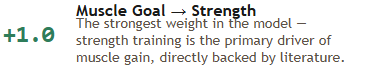 Muscle Goal → Strength
+1.0
The strongest weight in the model —
strength training is the primary driver of
muscle gain, directly backed by literature.